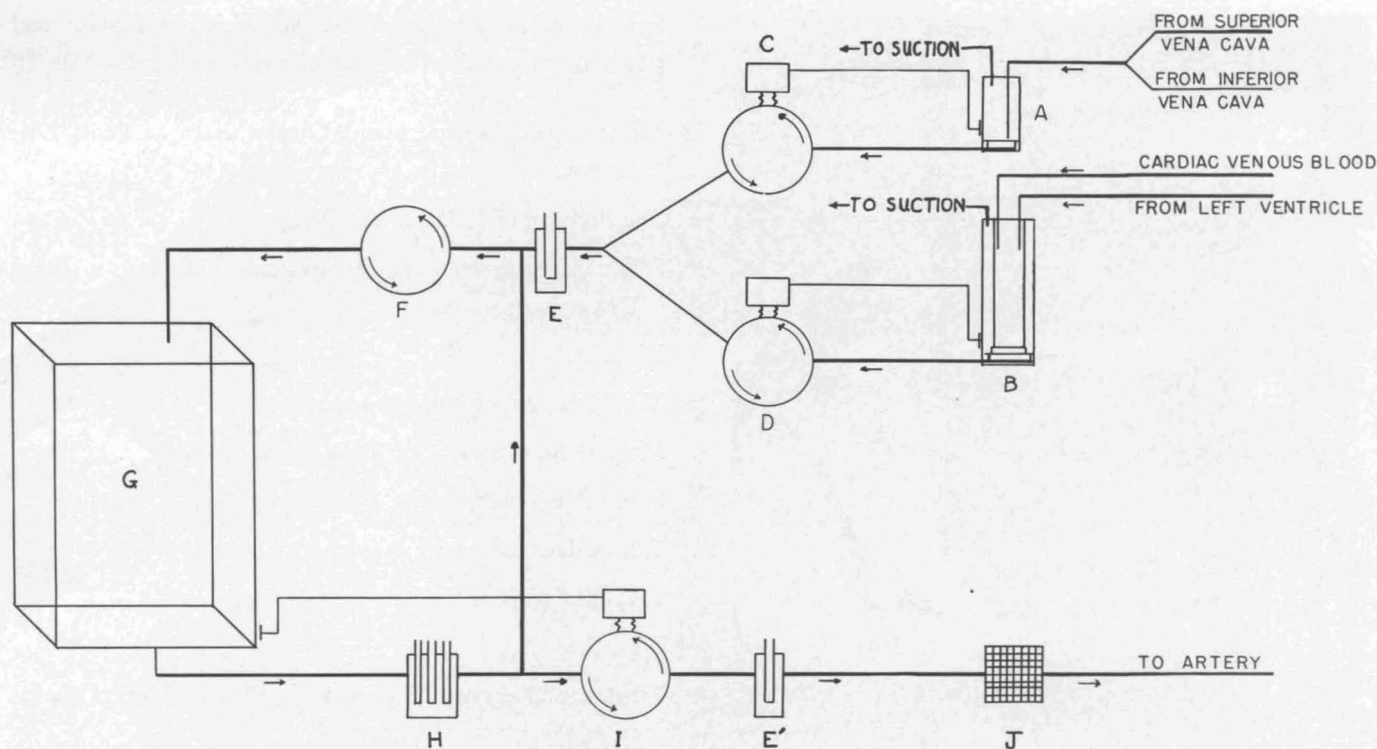 FROM SUPERIOR
VENA CAVA
FROM INFERIOR
VENA CAVA
C
←TO SUCTION
A
CARDIAC VENOUS BLOOD
FROM LEFT VENTRICLE
←TO SUCTION
F
E
B
D
G
TO ARTERY
H
I
E'
J